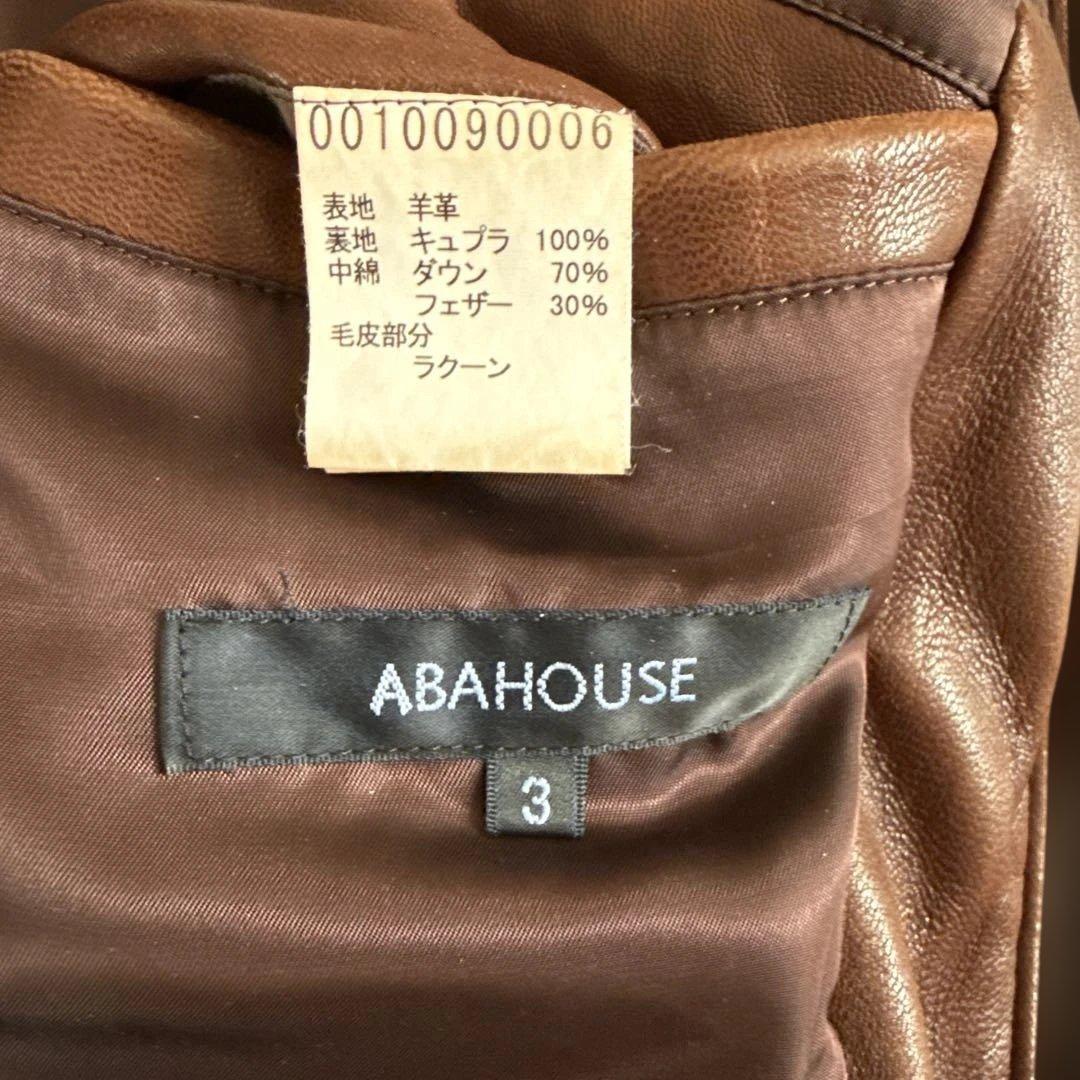 0010090006
表地 羊革
裏地 キュプラ 100%
中綿 ダウン 70%
フェザー 30%
毛皮部分
ラクーン
ABAHOUSE
3